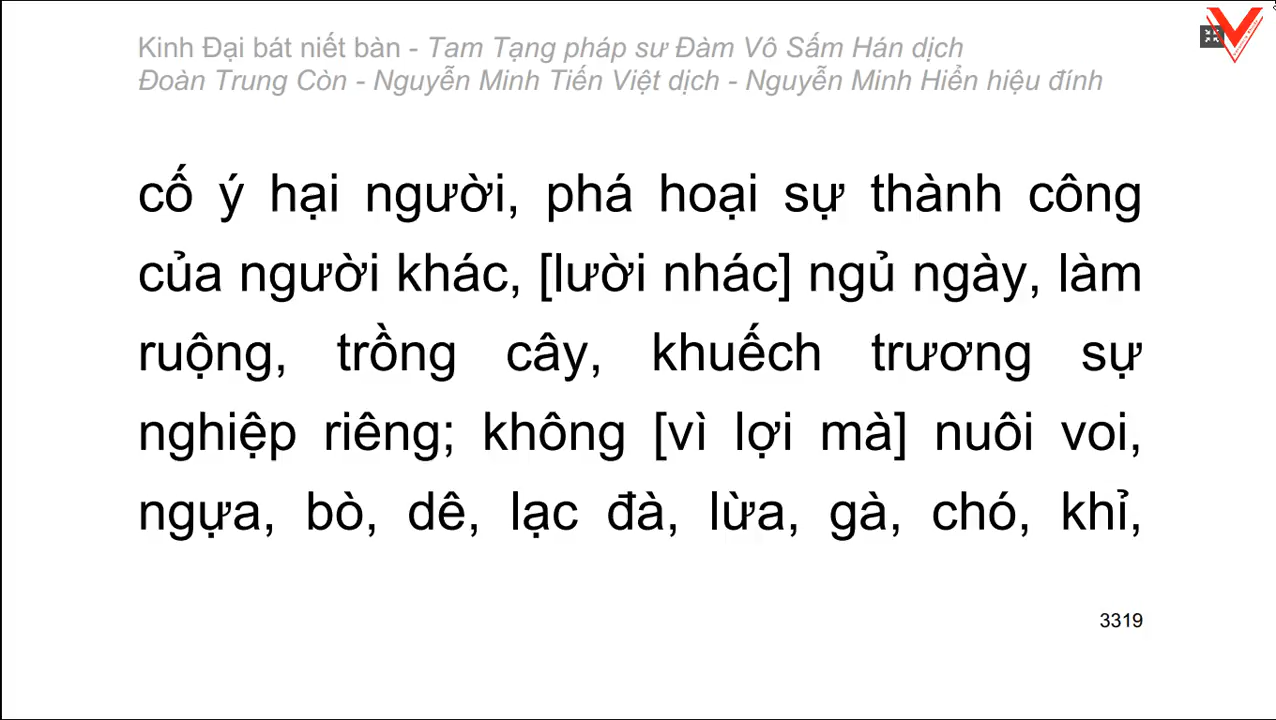 Kinh Đại bát niết bàn - Tam Tạng pháp sư Đàm Vô Sấm Hán dịch
Đoàn Trung Còn - Nguyễn Minh Tiến Việt dịch - Nguyễn Minh Hiển hiệu đính
cố ý hại người, phá hoại sự thành công
của người khác, [lười nhác] ngủ ngày, làm
ruộng, trồng cây, khuếch trương sự
nghiệp riêng; không [vì lợi mà] nuôi voi,
ngựa, bò, dê, lạc đà, lừa, gà, chó, khỉ,
3319